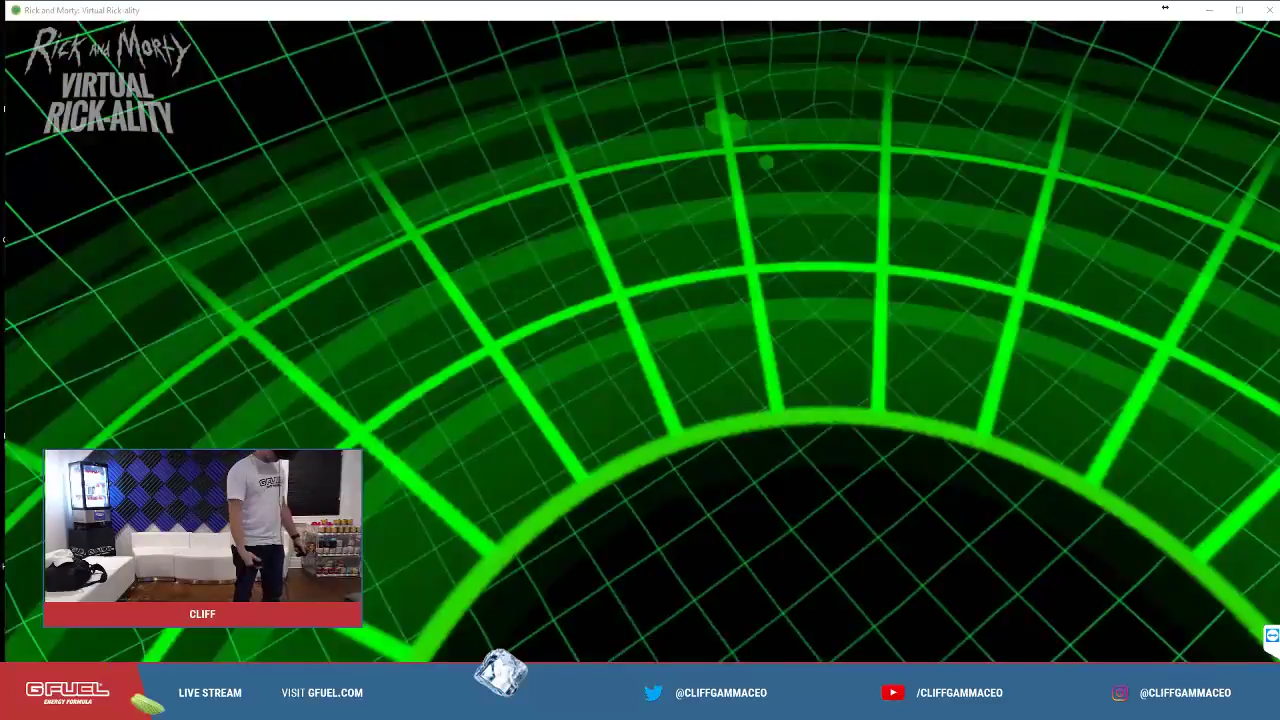 Rick and Morty: Virtual Rick-ality
RICK AND MORTY
VIRTUAL
RICK-ALITY
GFUEL
CLIFF
GFUEL
ENERGY FORMULA
LIVE STREAM
VISIT GFUEL.COM
@CLIFFGAMMACEO
/CLIFFGAMMACEO
@CLIFFGAMMACEO